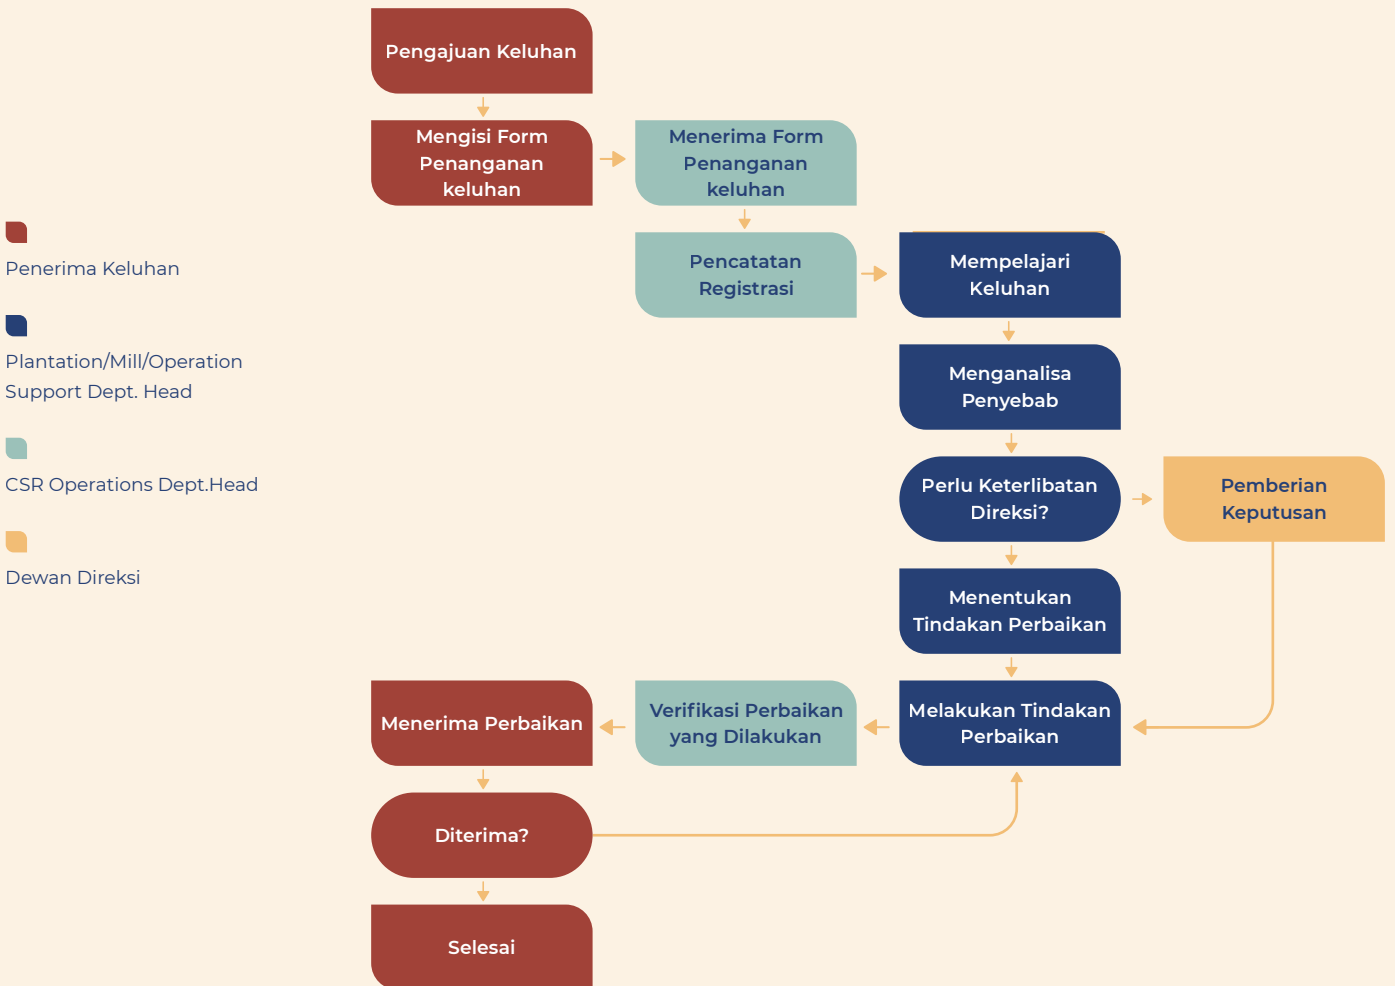 Pengajuan Keluhan
Mengisi Form
Penanganan
keluhan
Menerima Form
Penanganan
keluhan
Penerima Keluhan
Plantation/Mill/Operation
Support Dept. Head
CSR Operations Dept.Head
Dewan Direksi
Pencatatan
Registrasi
Mempelajari
Keluhan
Menganalisa
Penyebab
Perlu Keterlibatan
Direksi?
Pemberian
Keputusan
Menentukan
Tindakan Perbaikan
Melakukan Tindakan
Perbaikan
Verifikasi Perbaikan
yang Dilakukan
Menerima Perbaikan
Diterima?
Selesai